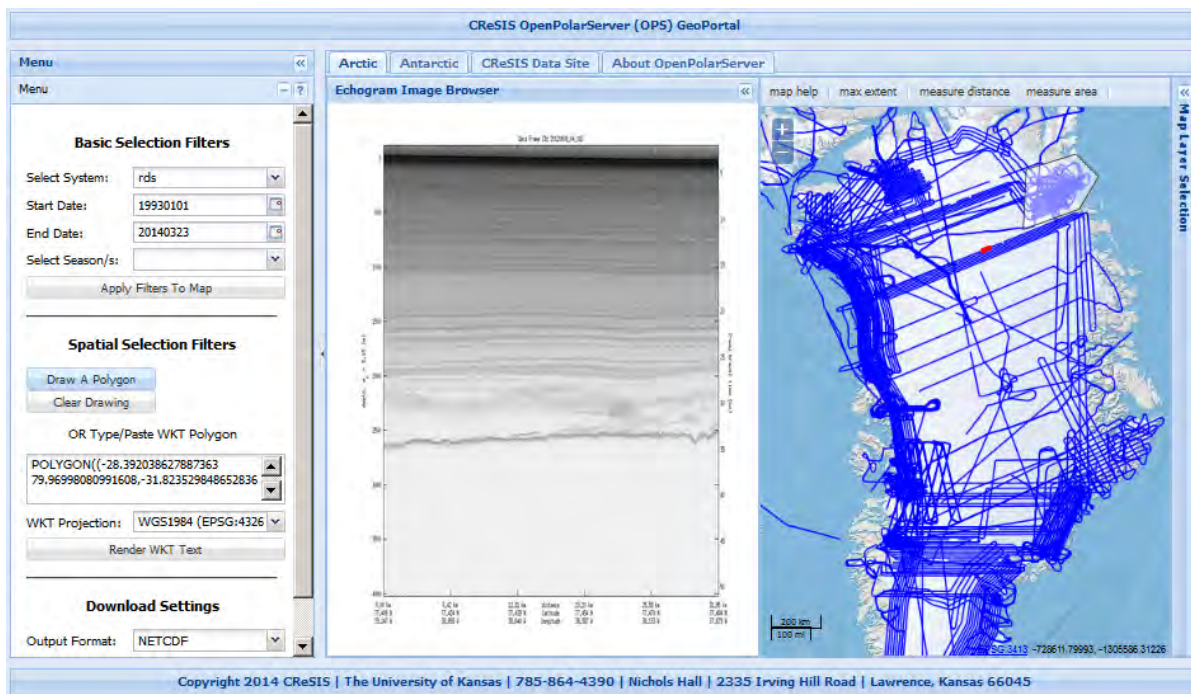 CReSIS OpenPolarServer (OPS) GeoPortal
Menu
Menu
Basic Selection Filters
Select System: rds
Start Date: 19930101
End Date: 20140323
Select Season/s:
Apply Filters To Map
Spatial Selection Filters
Draw A Polygon
Clear Drawing
OR Type/Paste WKT Polygon
POLYGON((-28.392038627887363
79.96998080991608,-31.823529848652836
WKT Projection: WGS1984 (EPSG:4326
Render WKT Text
Download Settings
Output Format: NETCDF
Arctic Antarctic CReSIS Data Site About OpenPolarServer
Echogram Image Browser
distance
latitude
longitude
map help max extent measure distance measure area
Map Layer Selection
200 km
100 mi
EPSG:3413 -728611.79993, -1305586.31226
Copyright 2014 CReSIS | The University of Kansas | 785-864-4390 | Nichols Hall | 2335 Irving Hill Road | Lawrence, Kansas 66045